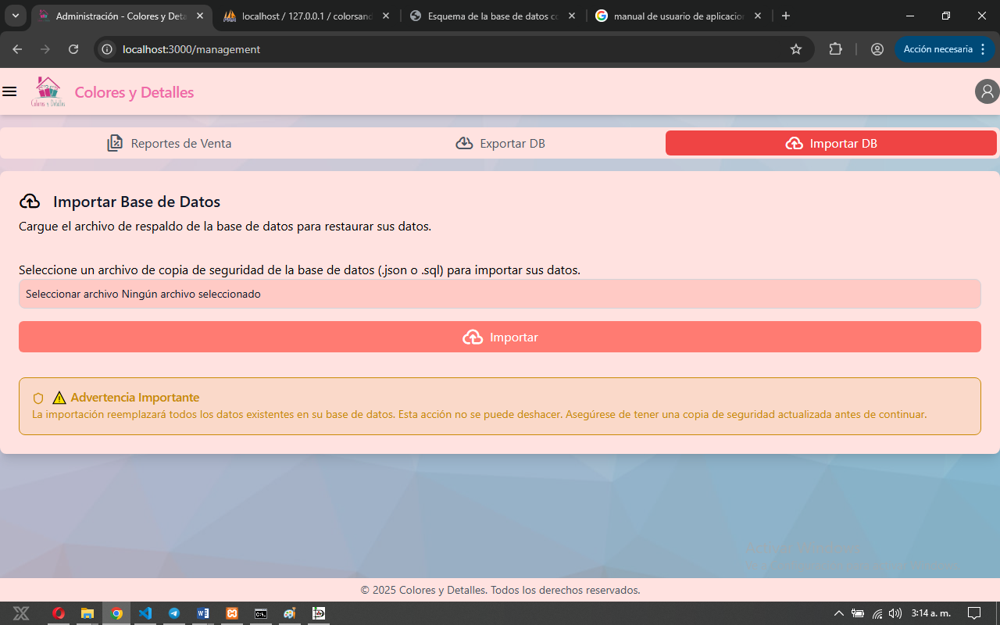 Administración - Colores y Deta
localhost / 127.0.0.1 / colorsand
Esquema de la base de datos co
manual de usuario de aplicacion
localhost:3000/management
Acción necesaria
Colores y Detalles
Colores y Detalles
Reportes de Venta
Exportar DB
Importar DB
Importar Base de Datos
Cargue el archivo de respaldo de la base de datos para restaurar sus datos.
Seleccione un archivo de copia de seguridad de la base de datos (.json o .sql) para importar sus datos.
Seleccionar archivo Ningún archivo seleccionado
Importar
Advertencia Importante
La importación reemplazará todos los datos existentes en su base de datos. Esta acción no se puede deshacer. Asegúrese de tener una copia de seguridad actualizada antes de continuar.
© 2025 Colores y Detalles. Todos los derechos reservados.
3:14 a. m.